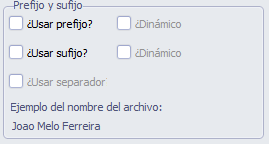 Prefijo y sufijo
¿Usar prefijo? ¿Dinámico
¿Usar sufijo? ¿Dinámico
¿Usar separador
Ejemplo del nombre del archivo:
Joao Melo Ferreira